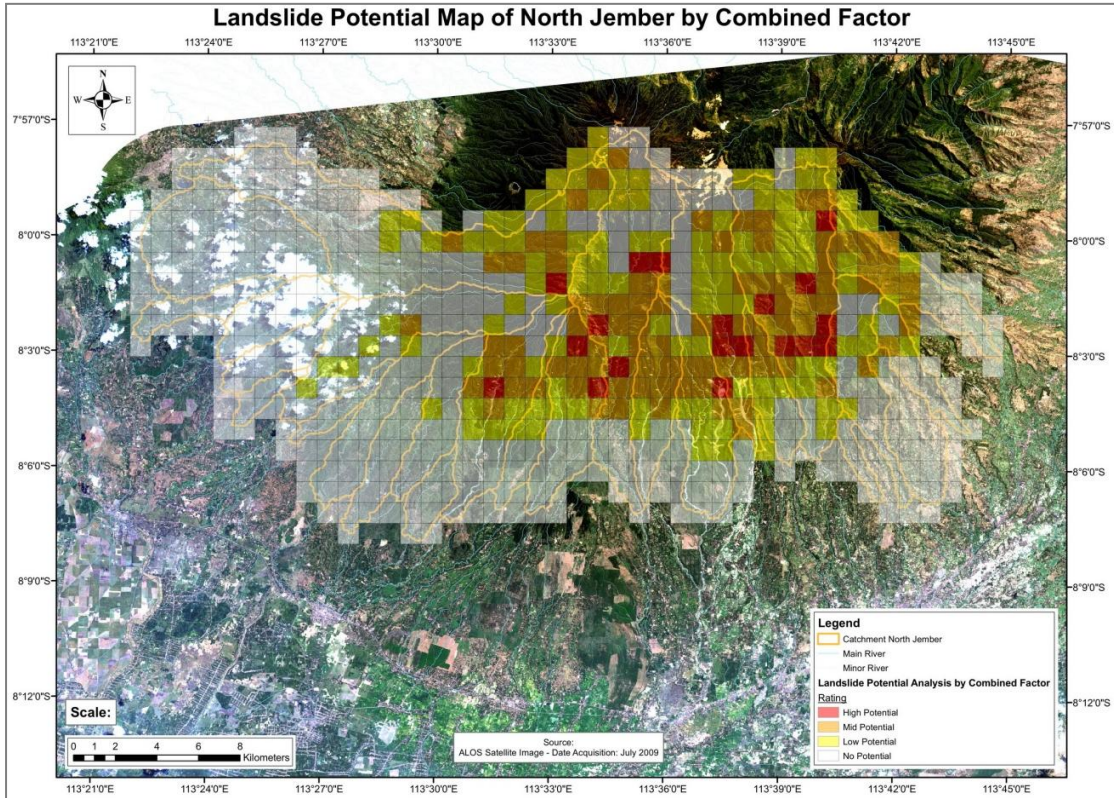 Landslide Potential Map of North Jember by Combined Factor
113°21'0"E 113°24'0"E 113°27'0"E 113°30'0"E 113°33'0"E 113°36'0"E 113°39'0"E 113°42'0"E 113°45'0"E
N
W E
S
7°57'0"S 7°57'0"S
8°0'0"S 8°0'0"S
8°3'0"S 8°3'0"S
8°6'0"S 8°6'0"S
8°9'0"S 8°9'0"S
8°12'0"S 8°12'0"S
Legend
Catchment North Jember
Main River
Minor River
Landslide Potential Analysis by Combined Factor
Rating
High Potential
Mid Potential
Low Potential
No Potential
Scale:
0 1 2 4 6 8
Kilometers
Source:
ALOS Satellite Image - Date Acquisition: July 2009
113°21'0"E 113°24'0"E 113°27'0"E 113°30'0"E 113°33'0"E 113°36'0"E 113°39'0"E 113°42'0"E 113°45'0"E